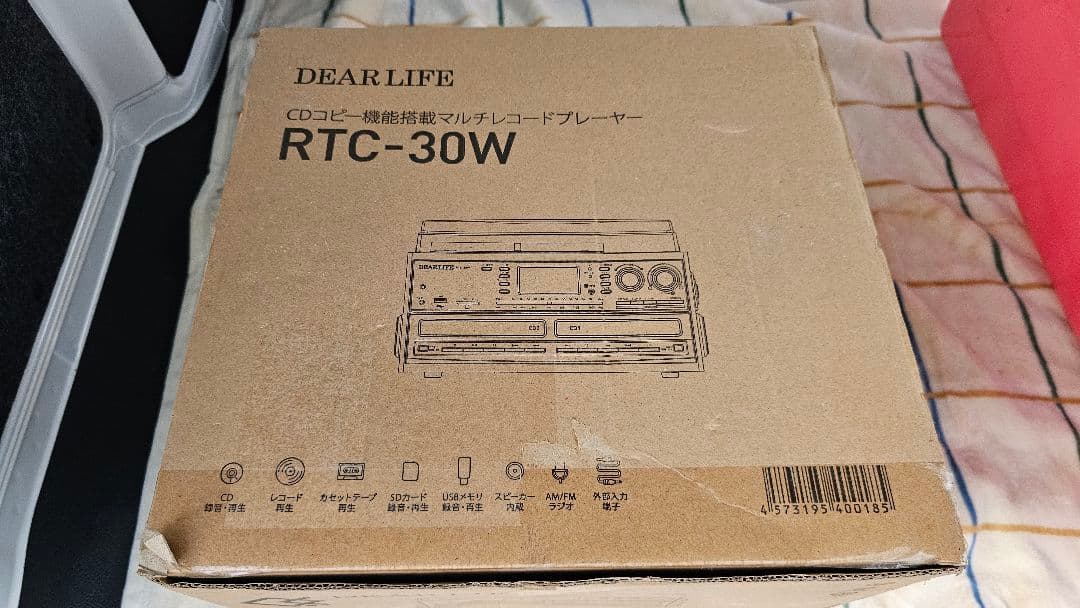 DEAR LIFE
CDコピー機能搭載マルチレコードプレーヤー
RTC-30W
DEAR LIFE
CD2
CD1
CD
録音・再生
レコード
再生
カセットテープ
再生
SDカード
録音・再生
USBメモリ
録音・再生
スピーカー
内蔵
AM/FM
ラジオ
外部入力
端子
4 573195 400185